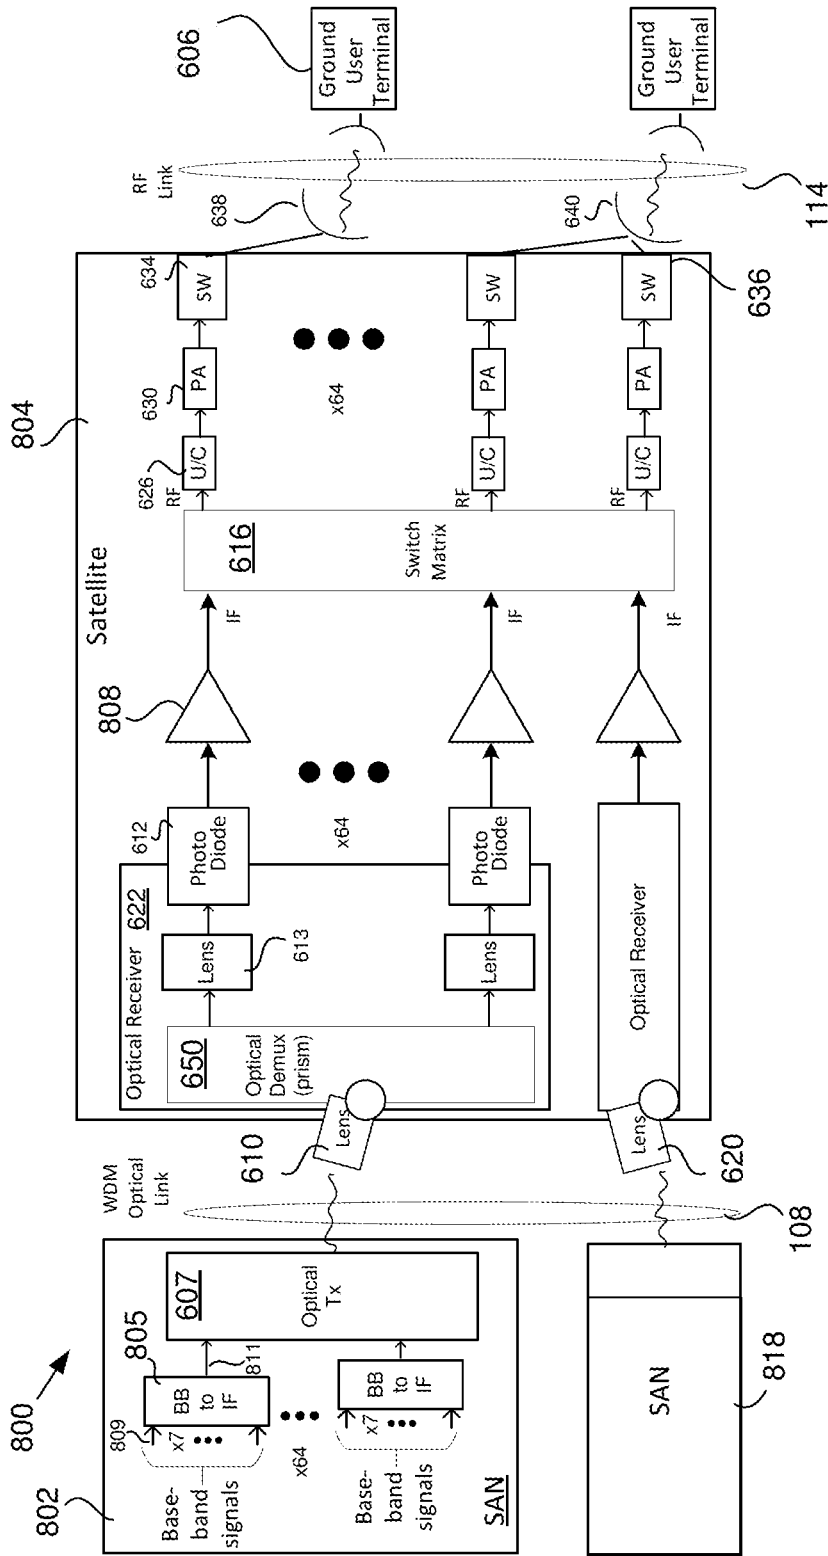 800
802
SAN
Base-
band
signals
809
x7
805
BB
to
IF
811
x64
Base-
band
signals
x7
BB
to
IF
607
Optical
Tx
SAN
818
WDM
Optical
Link
108
610
Lens
620
Lens
804
Satellite
Optical Receiver
622
650
Optical
Demux
(prism)
Lens
613
Lens
612
Photo
Diode
x64
Photo
Diode
Optical Receiver
808
IF
IF
IF
616
Switch
Matrix
RF
626
U/C
630
PA
634
SW
x64
RF
U/C
PA
SW
RF
U/C
PA
SW
636
638
640
RF
Link
114
606
Ground
User
Terminal
Ground
User
Terminal